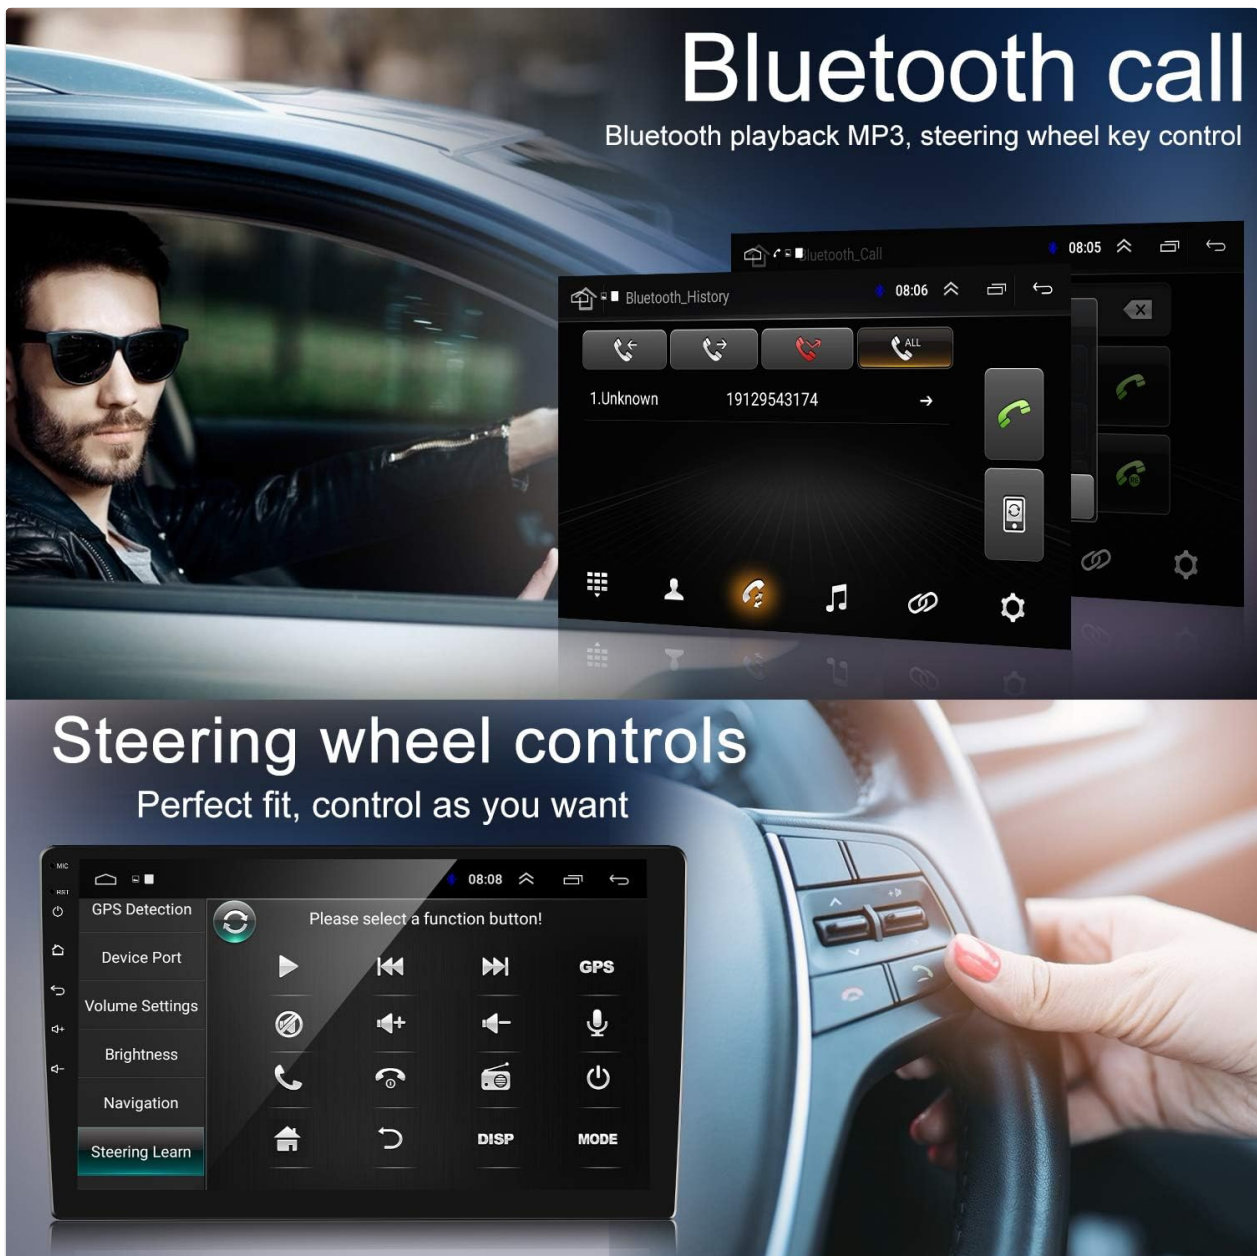 Bluetooth call
Bluetooth playback MP3, steering wheel key control
Bluetooth_Call
08:05
Bluetooth_History
08:06
ALL
1.Unknown 19129543174
RE
Steering wheel controls
Perfect fit, control as you want
MIC
RST
08:08
GPS Detection
Device Port
Volume Settings
Brightness
Navigation
Steering Learn
Please select a function button!
GPS
DISP
MODE